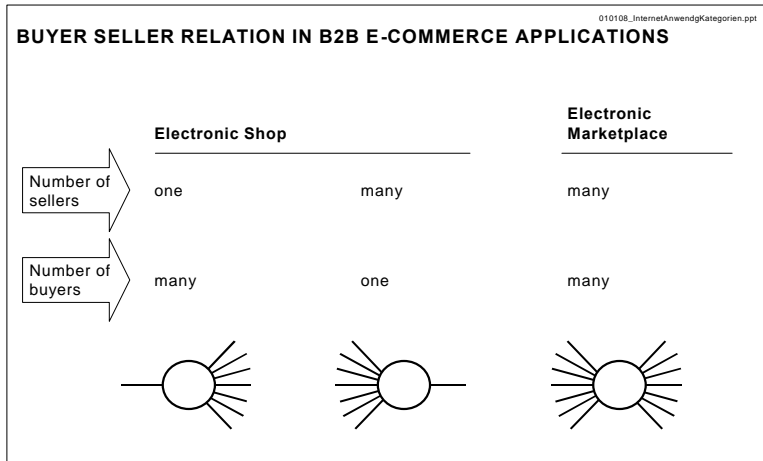 010108_InternetAnwendgKategorien.ppt
BUYER SELLER RELATION IN B2B E-COMMERCE APPLICATIONS
Electronic Shop
Electronic
Marketplace
Number of
sellers
one
many
many
Number of
buyers
many
one
many